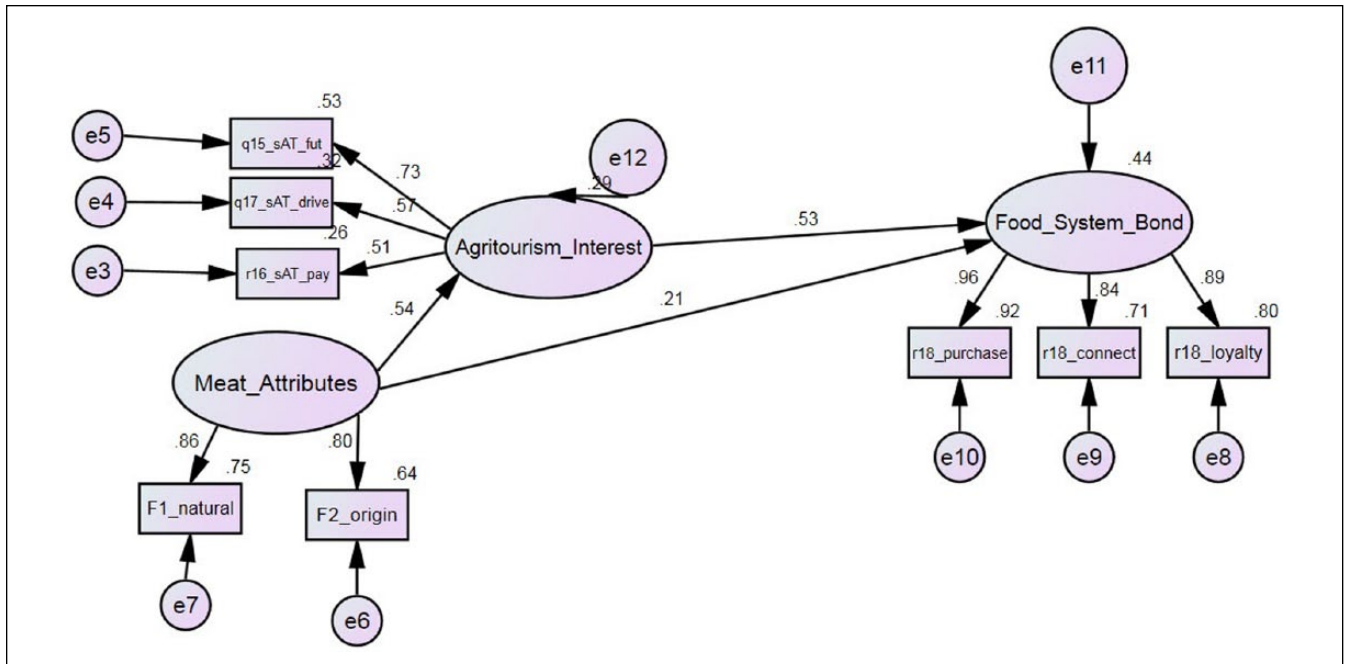 e11
.53
e5
q15_sAT_fut
e12
.44
.32
.73
.29
e4
q17_sAT_drive
.57
Food_System_Bond
.53
.26
Agritourism_Interest
e3
r16_sAT_pay
.51
.96
.84
.89
.54
.21
.92
.71
.80
r18_purchase
r18_connect
r18_loyalty
Meat_Attributes
.86
.80
e10
e9
e8
.75
.64
F1_natural
F2_origin
e7
e6